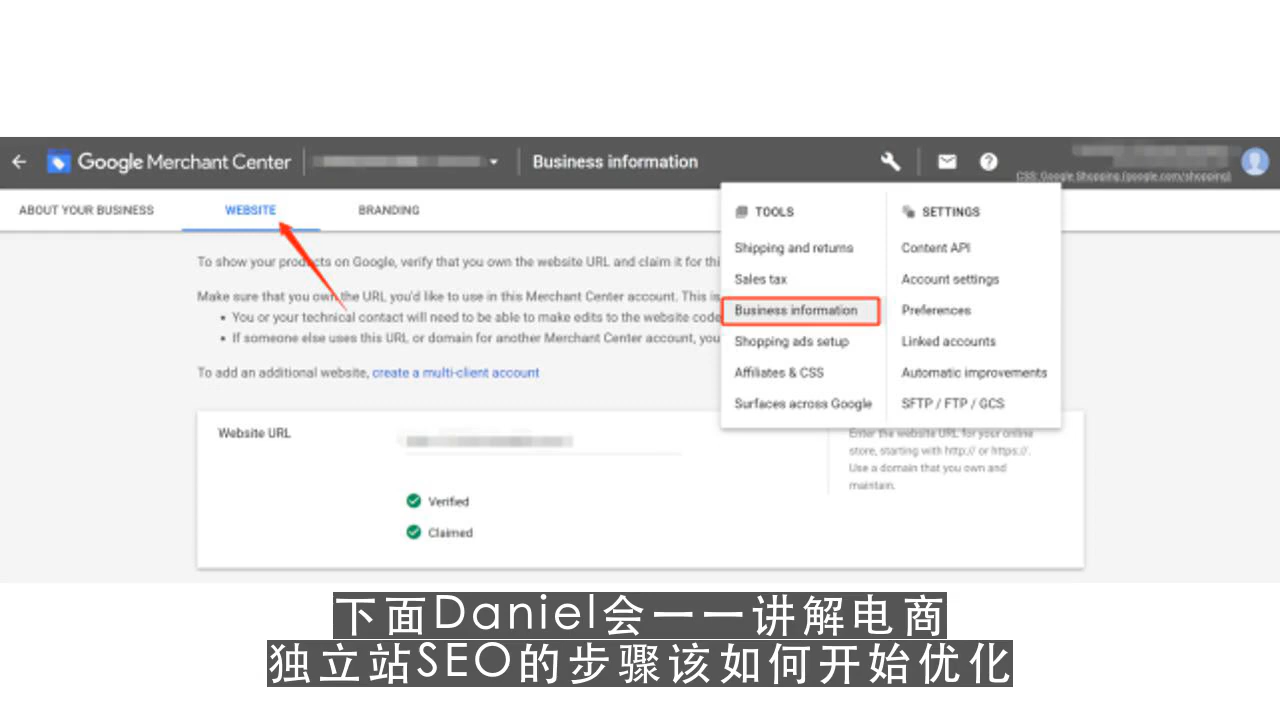 Google Merchant Center
Business information
CSS: Google Shopping (google.com/shopping)
ABOUT YOUR BUSINESS
WEBSITE
BRANDING
TOOLS
Shipping and returns
Sales tax
Business information
Shopping ads setup
Affiliates & CSS
Surfaces across Google
SETTINGS
Content API
Account settings
Preferences
Linked accounts
Automatic improvements
SFTP / FTP / GCS
To show your products on Google, verify that you own the website URL and claim it for thi
Make sure that you own the URL you'd like to use in this Merchant Center account. This is
• You or your technical contact will need to be able to make edits to the website code
• If someone else uses this URL or domain for another Merchant Center account, you
To add an additional website, create a multi-client account
Website URL
Verified
Claimed
Enter the website URL for your online
store, starting with http:// or https://.
Use a domain that you own and
maintain.
下面Daniel会一一讲解电商
独立站SEO的步骤该如何开始优化